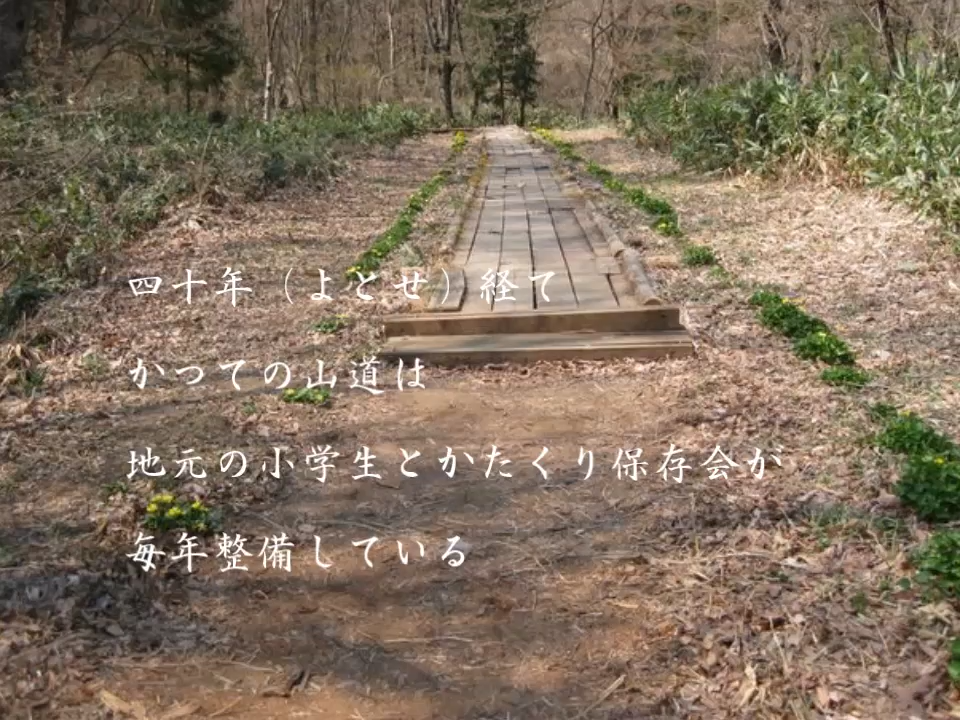 四十年（よとせ）経て
かつての山道は
地元の小学生とかたくり保存会が
毎年整備している